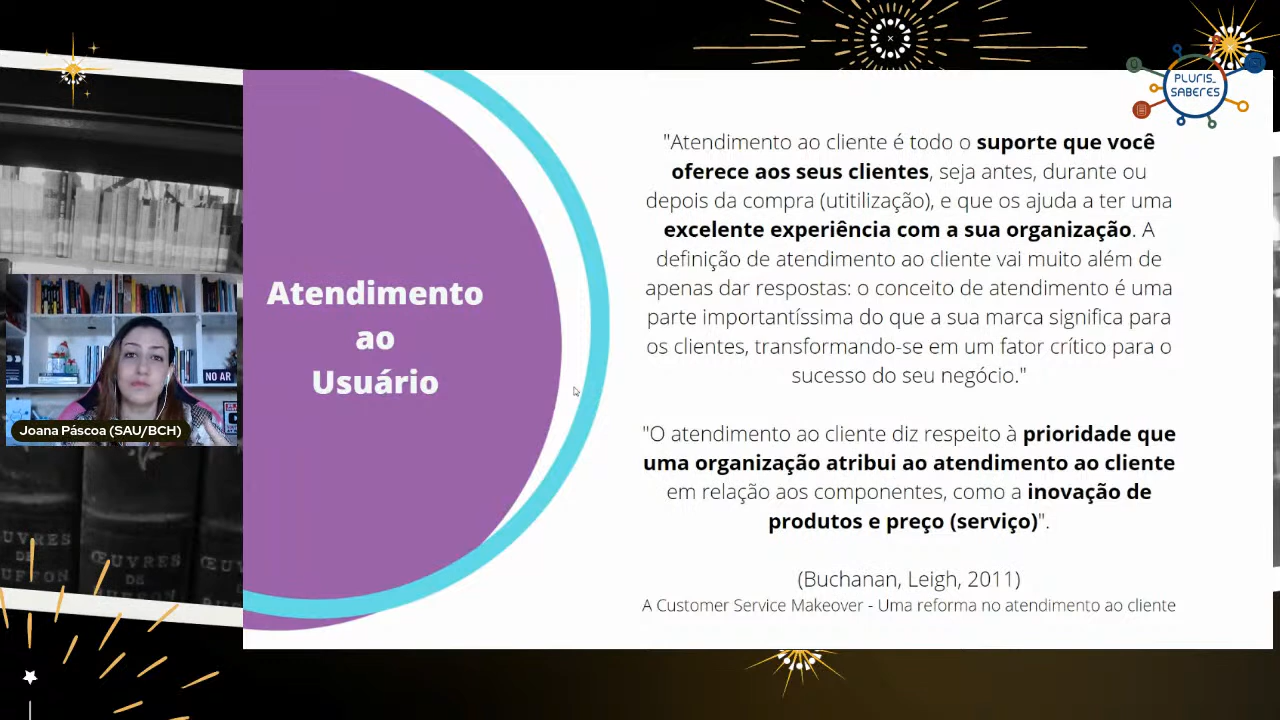 PLURIS_
SABERES
"Atendimento ao cliente é todo o suporte que você
oferece aos seus clientes, seja antes, durante ou
depois da compra (utitilização), e que os ajuda a ter uma
excelente experiência com a sua organização. A
definição de atendimento ao cliente vai muito além de
apenas dar respostas: o conceito de atendimento é uma
parte importantíssima do que a sua marca significa para
os clientes, transformando-se em um fator crítico para o
sucesso do seu negócio."
"O atendimento ao cliente diz respeito à prioridade que
uma organização atribui ao atendimento ao cliente
em relação aos componentes, como a inovação de
produtos e preço (serviço)".
(Buchanan, Leigh, 2011)
A Customer Service Makeover - Uma reforma no atendimento ao cliente
Atendimento
ao
Usuário
NO AR
Joana Páscoa (SAU/BCH)
ŒUVRES
DE